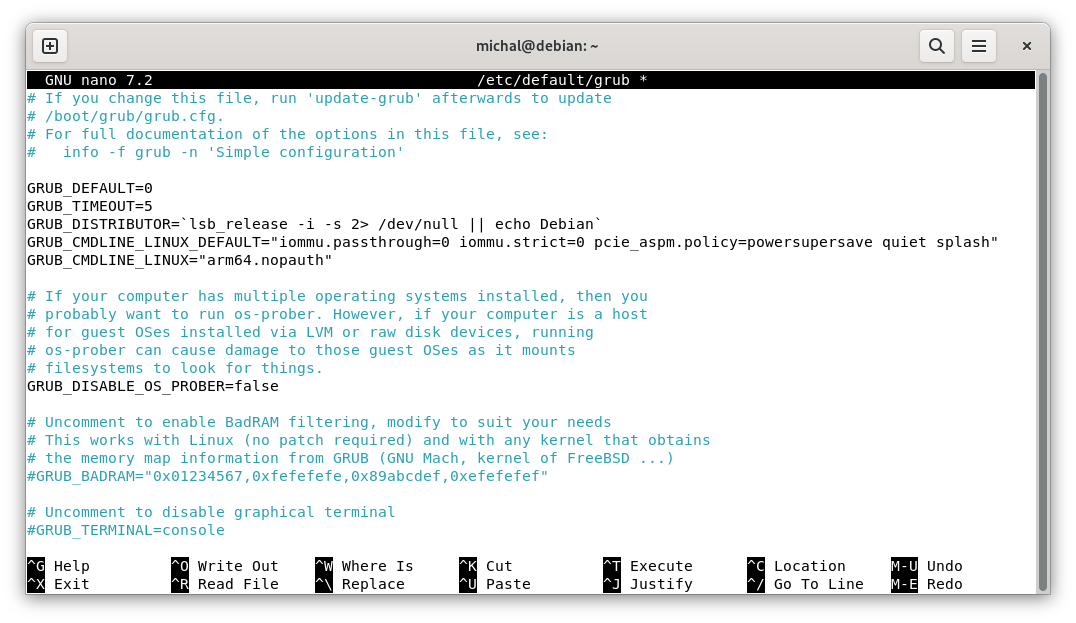 michal@debian: ~
GNU nano 7.2 /etc/default/grub *
# If you change this file, run 'update-grub' afterwards to update
# /boot/grub/grub.cfg.
# For full documentation of the options in this file, see:
#   info -f grub -n 'Simple configuration'

GRUB_DEFAULT=0
GRUB_TIMEOUT=5
GRUB_DISTRIBUTOR=`lsb_release -i -s 2> /dev/null || echo Debian`
GRUB_CMDLINE_LINUX_DEFAULT="iommu.passthrough=0 iommu.strict=0 pcie_aspm.policy=powersupersave quiet splash"
GRUB_CMDLINE_LINUX="arm64.nopauth"

# If your computer has multiple operating systems installed, then you
# probably want to run os-prober. However, if your computer is a host
# for guest OSes installed via LVM or raw disk devices, running
# os-prober can cause damage to those guest OSes as it mounts
# filesystems to look for things.
GRUB_DISABLE_OS_PROBER=false

# Uncomment to enable BadRAM filtering, modify to suit your needs
# This works with Linux (no patch required) and with any kernel that obtains
# the memory map information from GRUB (GNU Mach, kernel of FreeBSD ...)
#GRUB_BADRAM="0x01234567,0xfefefefe,0x89abcdef,0xefefefef"

# Uncomment to disable graphical terminal
#GRUB_TERMINAL=console

^G Help ^O Write Out ^W Where Is ^K Cut ^T Execute ^C Location M-U Undo
^X Exit ^R Read File ^\ Replace ^U Paste ^J Justify ^/ Go To Line M-E Redo